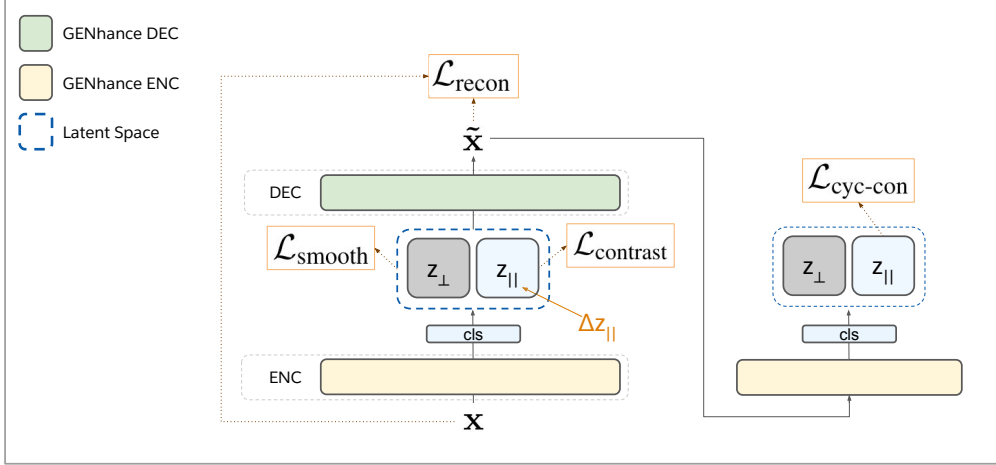 GENhance DEC
GENhance ENC
Latent Space
ℒrecon
x̃
DEC
ℒsmooth
z⊥
z||
ℒcontrast
Δz||
cls
ENC
x
ℒcyc-con
z⊥
z||
cls